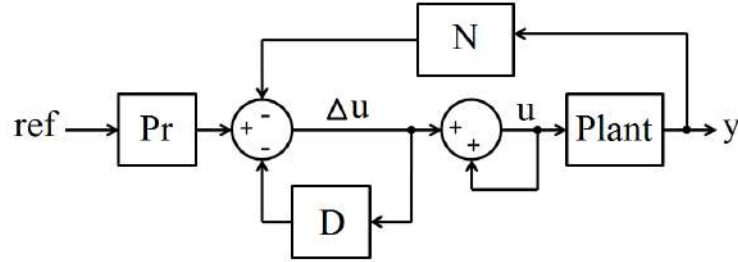 N
ref
Pr
+
-
-
Δu
+
+
u
Plant
y
D